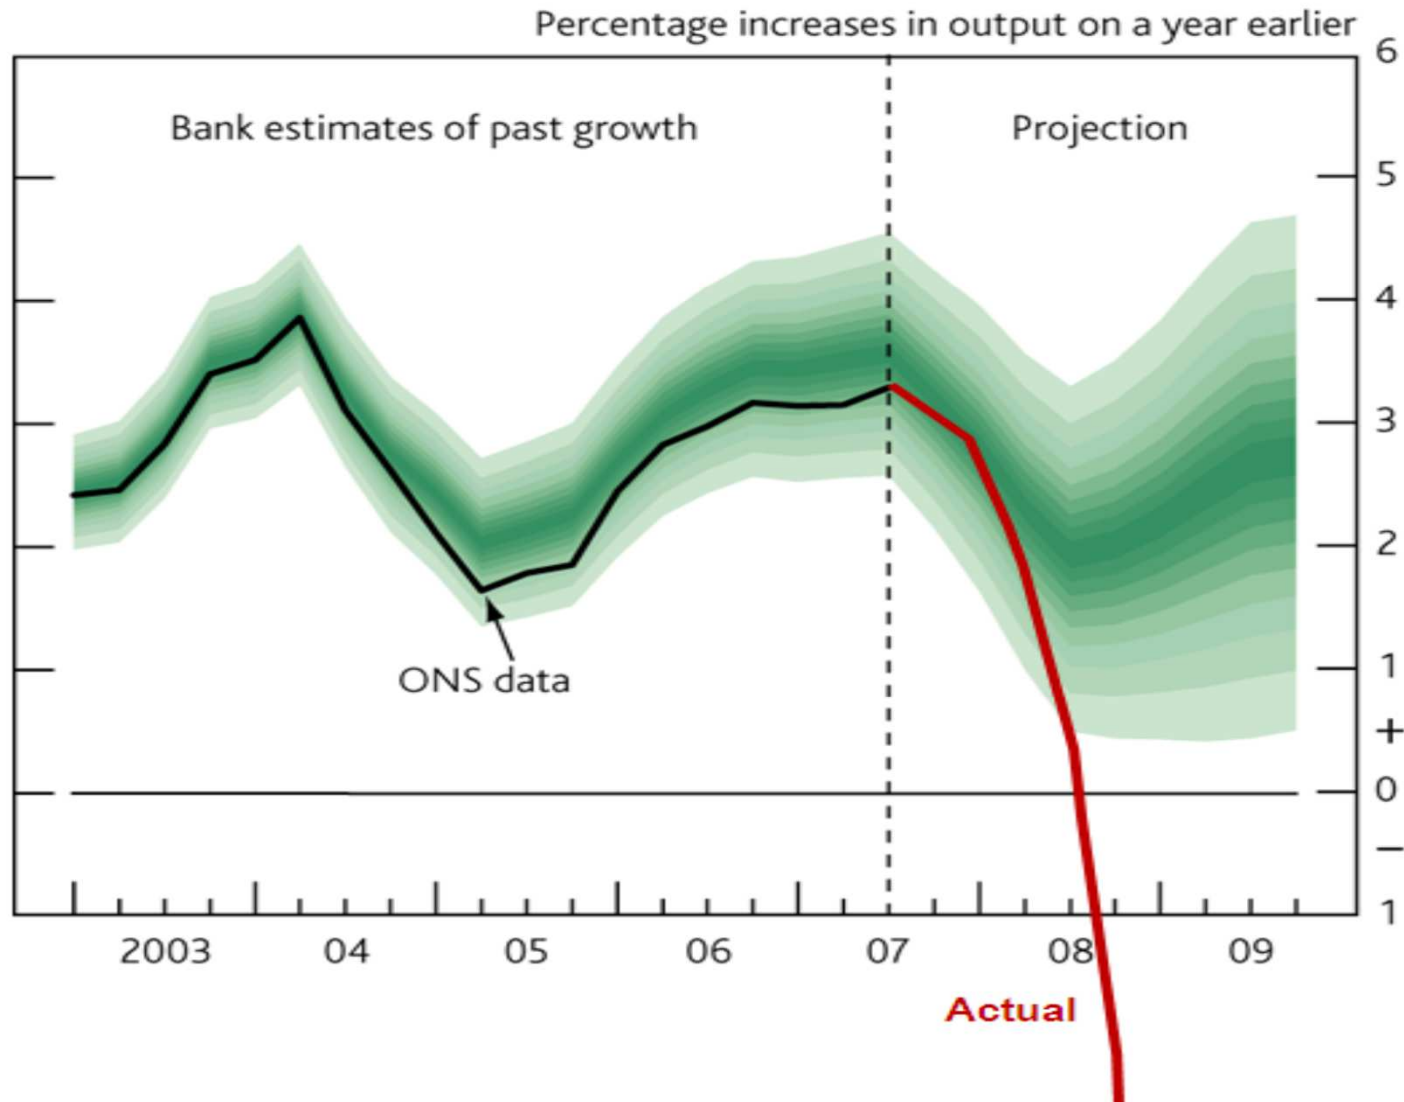 Percentage increases in output on a year earlier
6
Bank estimates of past growth
Projection
5
4
3
2
ONS data
1
+
0
–
1
2003 04 05 06 07 08 09
Actual